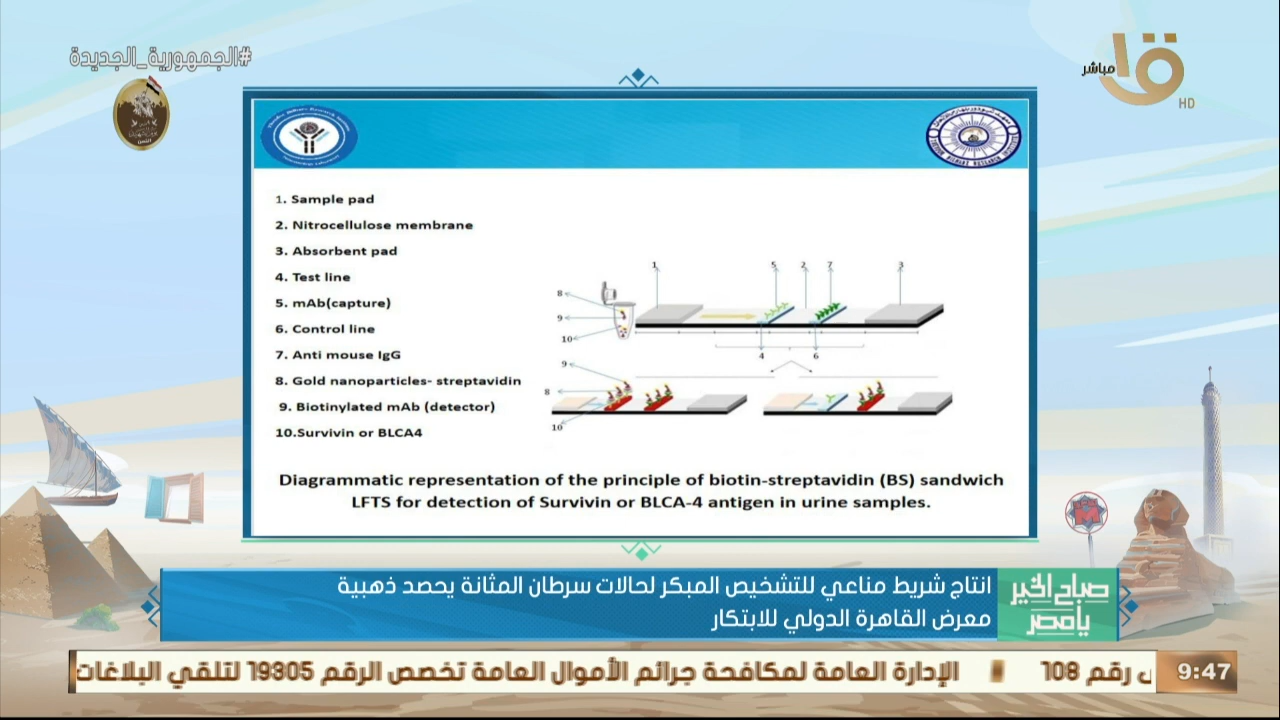 #الجمهورية_الجديدة
مباشر
HD
1. Sample pad
2. Nitrocellulose membrane
3. Absorbent pad
4. Test line
5. mAb(capture)
6. Control line
7. Anti mouse IgG
8. Gold nanoparticles- streptavidin
9. Biotinylated mAb (detector)
10.Survivin or BLCA4
1
5
2
7
3
8
9
10
4
6
9
8
10
Diagrammatic representation of the principle of biotin-streptavidin (BS) sandwich
LFTS for detection of Survivin or BLCA-4 antigen in urine samples.
صباح الخير
يا مصر
انتاج شريط مناعي للتشخيص المبكر لحالات سرطان المثانة يحصد ذهبية
معرض القاهرة الدولي للابتكار
رقم 108
الإدارة العامة لمكافحة جرائم الأموال العامة تخصص الرقم 19805 لتلقي البلاغات
9:47